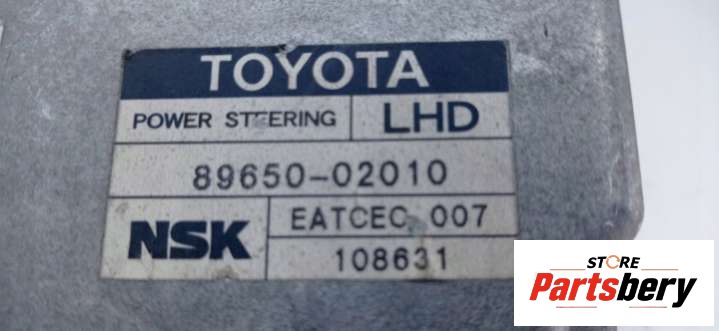 TOYOTA
POWER STEERING LHD
89650-02010
NSK EATCEC 007
108631
STORE
Partsbery